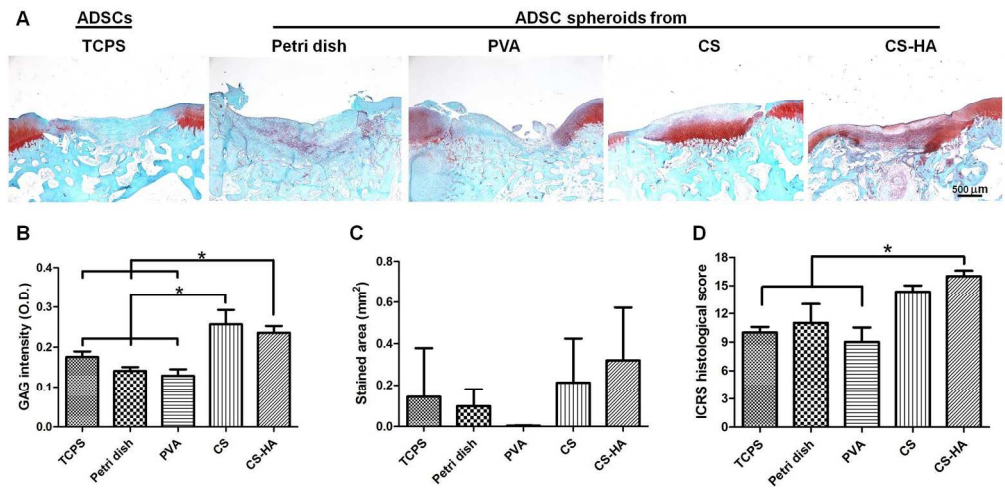 A
ADSCs
ADSC spheroids from
TCPS
Petri dish
PVA
CS
CS-HA
500 μm
B
GAG intensity (O.D.)
0.4
0.3
0.2
0.1
0.0
*
*
TCPS
Petri dish
PVA
CS
CS-HA
C
Stained area (mm²)
0.8
0.6
0.4
0.2
0.0
TCPS
Petri dish
PVA
CS
CS-HA
D
ICRS histological score
18
15
12
9
6
3
0
*
TCPS
Petri dish
PVA
CS
CS-HA